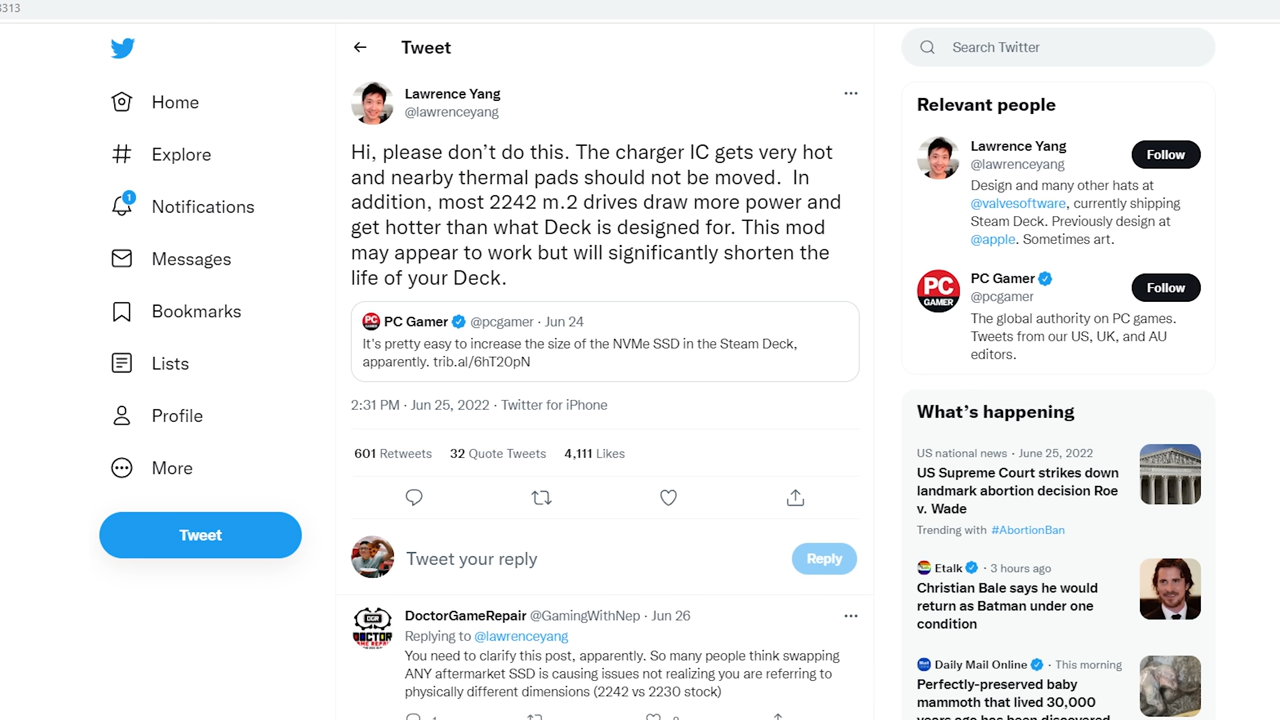 3313
Home
Explore
1
Notifications
Messages
Bookmarks
Lists
Profile
More
Tweet
Tweet
Lawrence Yang
@lawrenceyang
Hi, please don’t do this. The charger IC gets very hot
and nearby thermal pads should not be moved.  In
addition, most 2242 m.2 drives draw more power and
get hotter than what Deck is designed for. This mod
may appear to work but will significantly shorten the
life of your Deck.
PC GAMER PC Gamer @pcgamer · Jun 24
It's pretty easy to increase the size of the NVMe SSD in the Steam Deck,
apparently. trib.al/6hT20pN
2:31 PM · Jun 25, 2022 · Twitter for iPhone
601 Retweets 32 Quote Tweets 4,111 Likes
Tweet your reply
Reply
DGR
DOCTOR
GAME REPAIR
DoctorGameRepair @GamingWithNep · Jun 26
Replying to @lawrenceyang
You need to clarify this post, apparently. So many people think swapping
ANY aftermarket SSD is causing issues not realizing you are referring to
physically different dimensions (2242 vs 2230 stock)
Search Twitter
Relevant people
Lawrence Yang
@lawrenceyang
Follow
Design and many other hats at
@valvesoftware, currently shipping
Steam Deck. Previously design at
@apple. Sometimes art.
PC
GAMER
PC Gamer
@pcgamer
Follow
The global authority on PC games.
Tweets from our US, UK, and AU
editors.
What’s happening
US national news · June 25, 2022
US Supreme Court strikes down
landmark abortion decision Roe
v. Wade
Trending with #AbortionBan
Etalk · 3 hours ago
Christian Bale says he would
return as Batman under one
condition
Daily Mail Online · This morning
Perfectly-preserved baby
mammoth that lived 30,000
years ago has been discovered